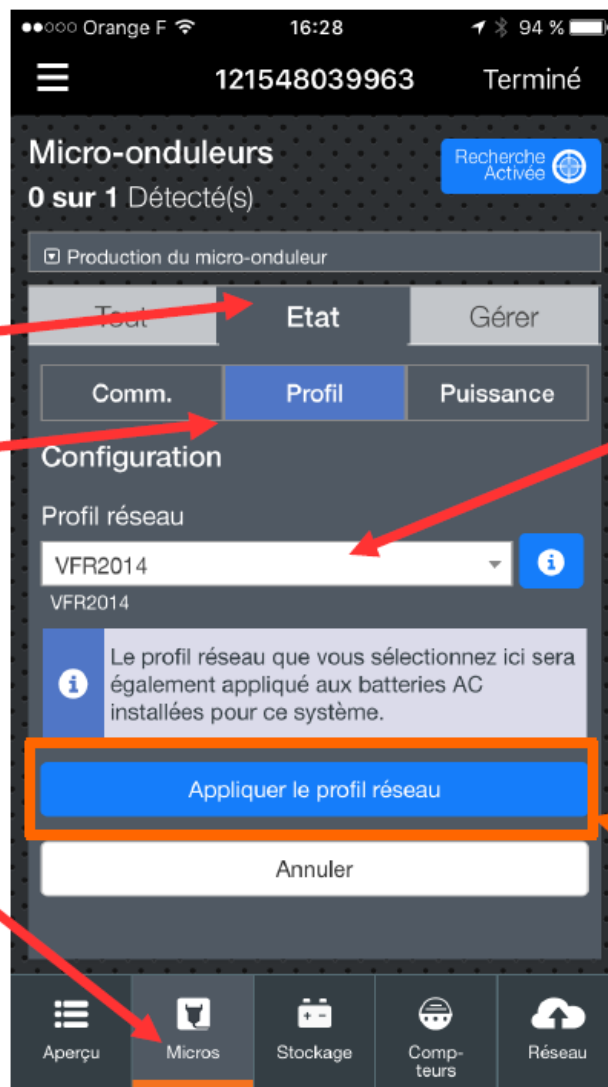 Orange F 16:28 94 %
121548039963 Terminé
Micro-onduleurs
Recherche
Activée
0 sur 1 Détecté(s)
Production du micro-onduleur
Tout Etat Gérer
Comm. Profil Puissance
Configuration
Profil réseau
VFR2014
VFR2014
Le profil réseau que vous sélectionnez ici sera
également appliqué aux batteries AC
installées pour ce système.
Appliquer le profil réseau
Annuler
Aperçu Micros Stockage Comp-
teurs Réseau